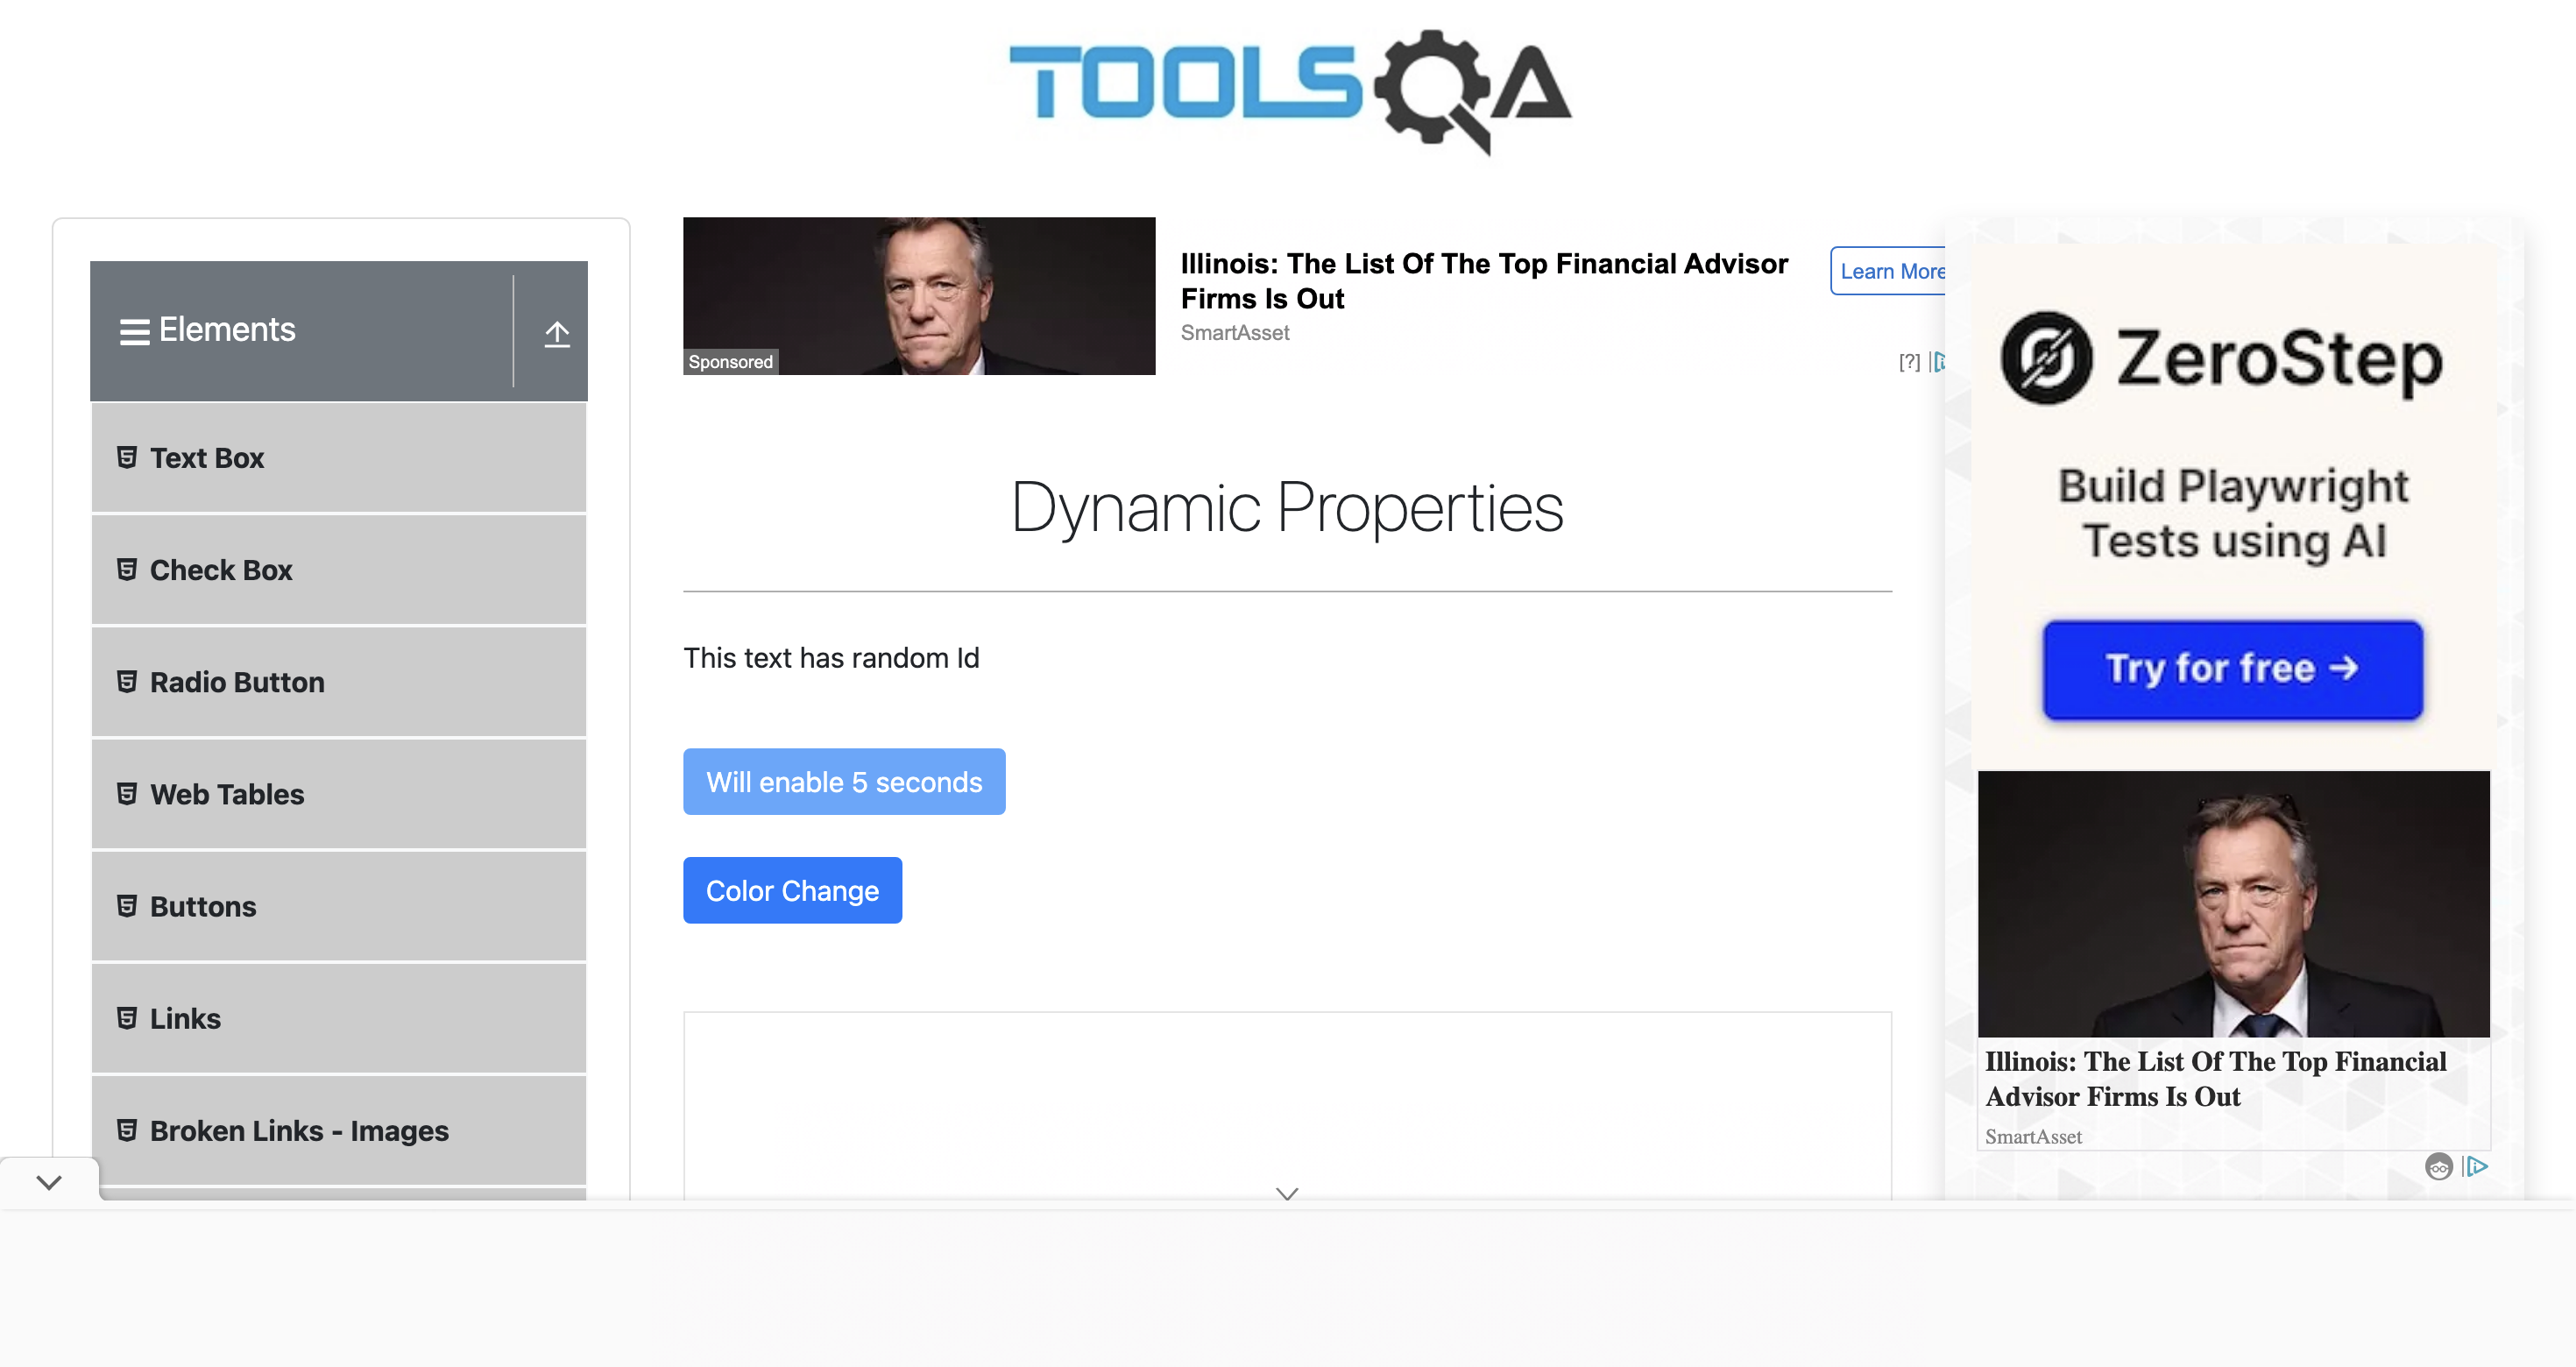 TOOLSQA
Elements
Text Box
Check Box
Radio Button
Web Tables
Buttons
Links
Broken Links - Images
Sponsored
Illinois: The List Of The Top Financial Advisor
Firms Is Out
SmartAsset
Learn More
[?]
Dynamic Properties
This text has random Id
Will enable 5 seconds
Color Change
ZeroStep
Build Playwright
Tests using AI
Try for free →
Illinois: The List Of The Top Financial
Advisor Firms Is Out
SmartAsset